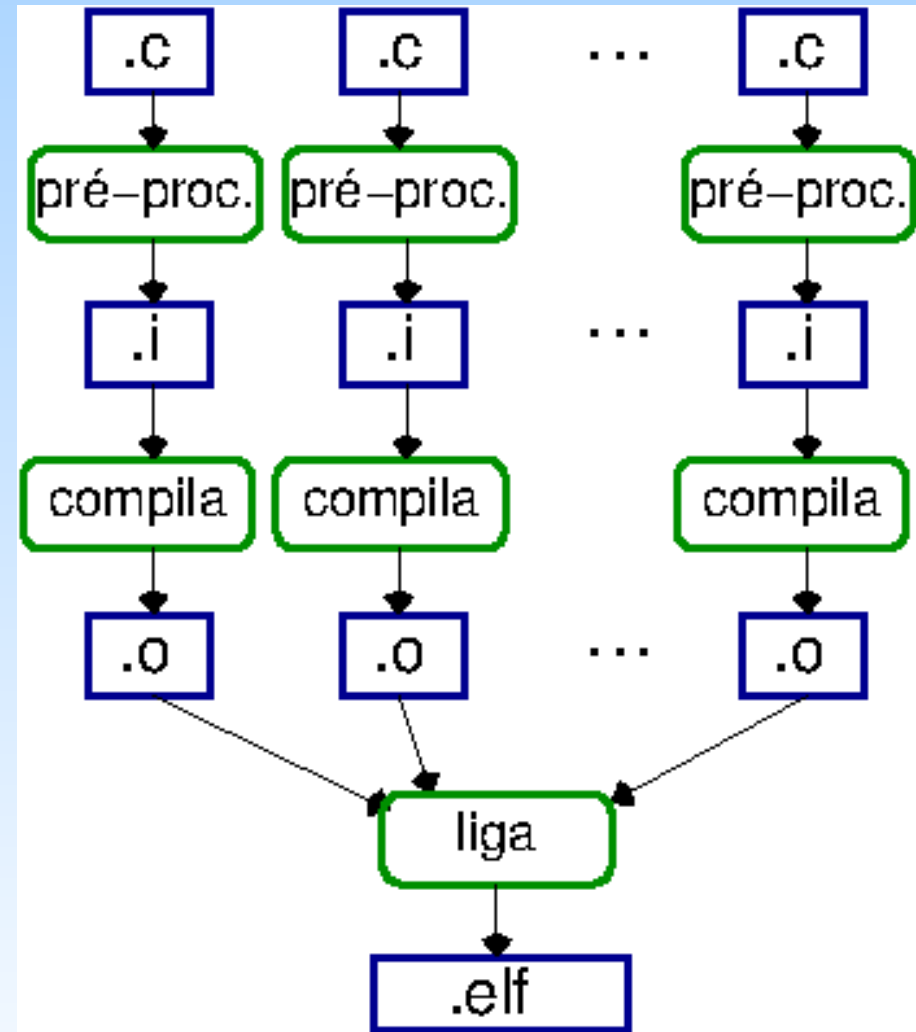 .c .c ... .c
pré–proc. pré–proc. pré–proc.
.i .i ... .i
compila compila compila
.o .o ... .o
liga
.elf